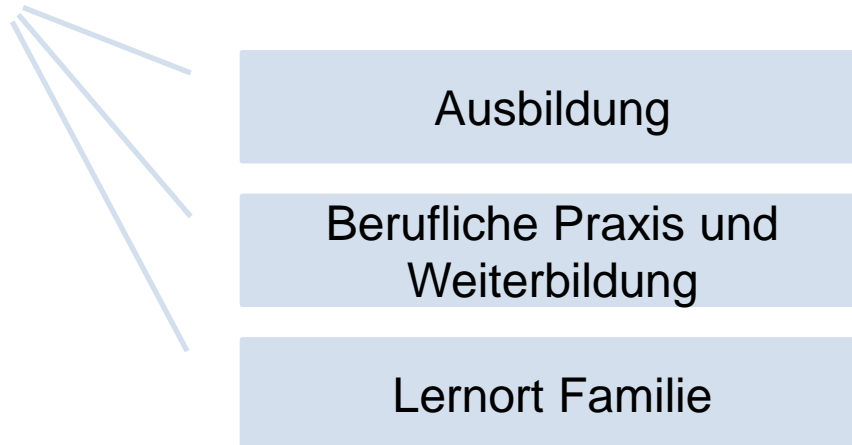 Ausbildung
Berufliche Praxis und
Weiterbildung
Lernort Familie